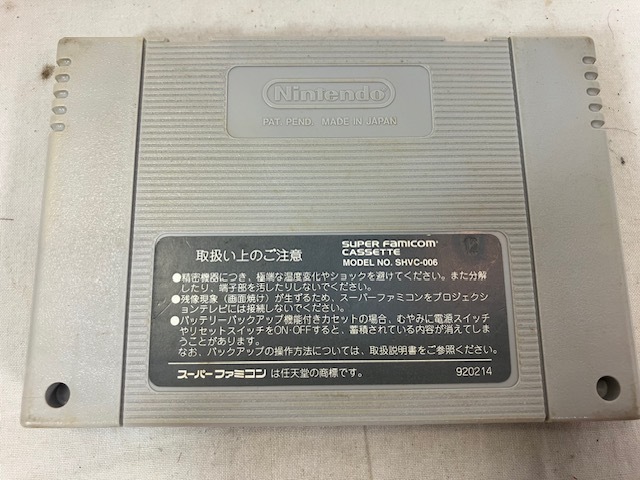 Nintendo
PAT. PEND. MADE IN JAPAN
取扱い上のご注意
SUPER FAMICOM
CASSETTE
MODEL NO. SHVC-006
●精密機器につき、極端な温度変化やショックを避けてください。また分解
したり、端子部を汚したりしないでください。
●残像現象（画面焼け）が生ずるため、スーパーファミコンをプロジェクシ
ョンテレビには接続しないでください。
●バッテリーバックアップ機能付きカセットの場合、むやみに電源スイッチ
やリセットスイッチをON・OFFすると、蓄積されている内容が消えてしま
うことがあります。
なお、バックアップの操作方法については、取扱説明書をご参照ください。
スーパーファミコンは任天堂の商標です。
920214